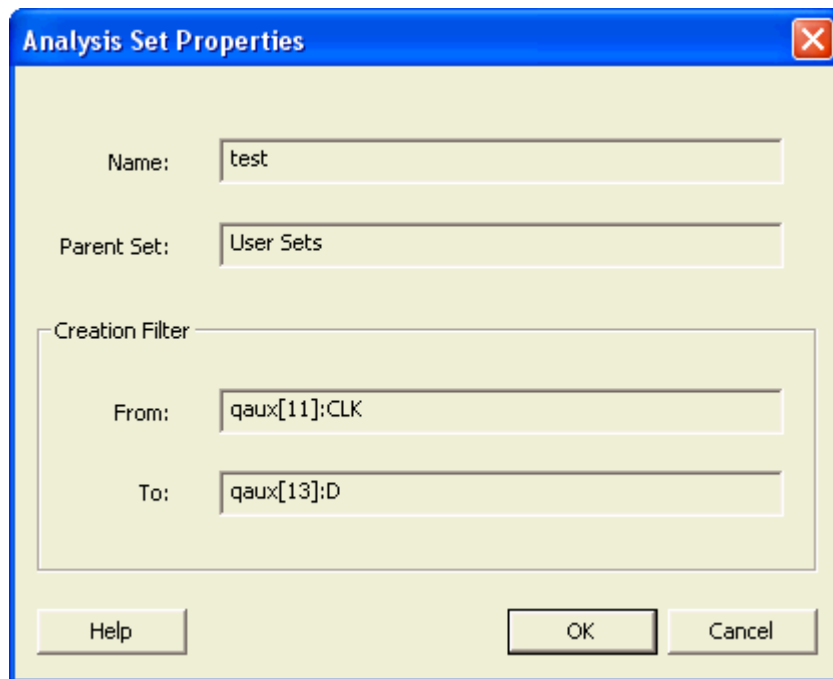 Analysis Set Properties
Name: test
Parent Set: User Sets
Creation Filter
From: qaux[11]:CLK
To: qaux[13]:D
Help OK Cancel